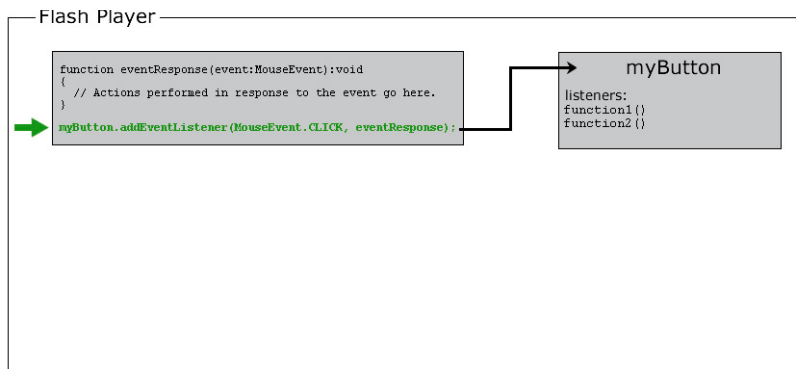 Flash Player
function eventResponse(event:MouseEvent):void
{
// Actions performed in response to the event go here.
}
myButton.addEventListener(MouseEvent.CLICK, eventResponse);
myButton
listeners:
function1()
function2()